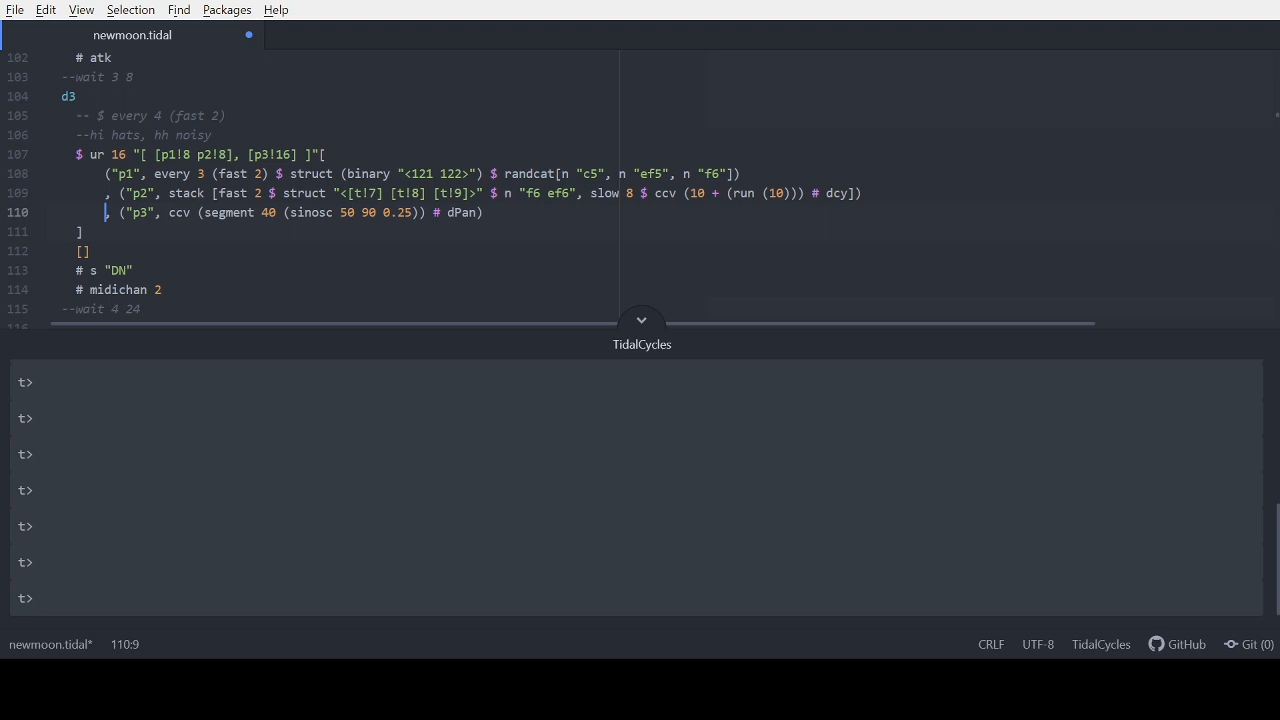 File Edit View Selection Find Packages Help
newmoon.tidal
102 # atk
103 --wait 3 8
104 d3
105 -- $ every 4 (fast 2)
106 --hi hats, hh noisy
107 $ ur 16 "[ [p1!8 p2!8], [p3!16] ]"[
108 ("p1", every 3 (fast 2) $ struct (binary "<121 122>") $ randcat[n "c5", n "ef5", n "f6"])
109 , ("p2", stack [fast 2 $ struct "<[t!7] [t!8] [t!9]>" $ n "f6 ef6", slow 8 $ ccv (10 + (run (10))) # dcy])
110 , ("p3", ccv (segment 40 (sinosc 50 90 0.25)) # dPan)
111 ]
112 []
113 # s "DN"
114 # midichan 2
115 --wait 4 24
116
TidalCycles
t>
t>
t>
t>
t>
t>
t>
newmoon.tidal* 110:9 CRLF UTF-8 TidalCycles GitHub Git (0)